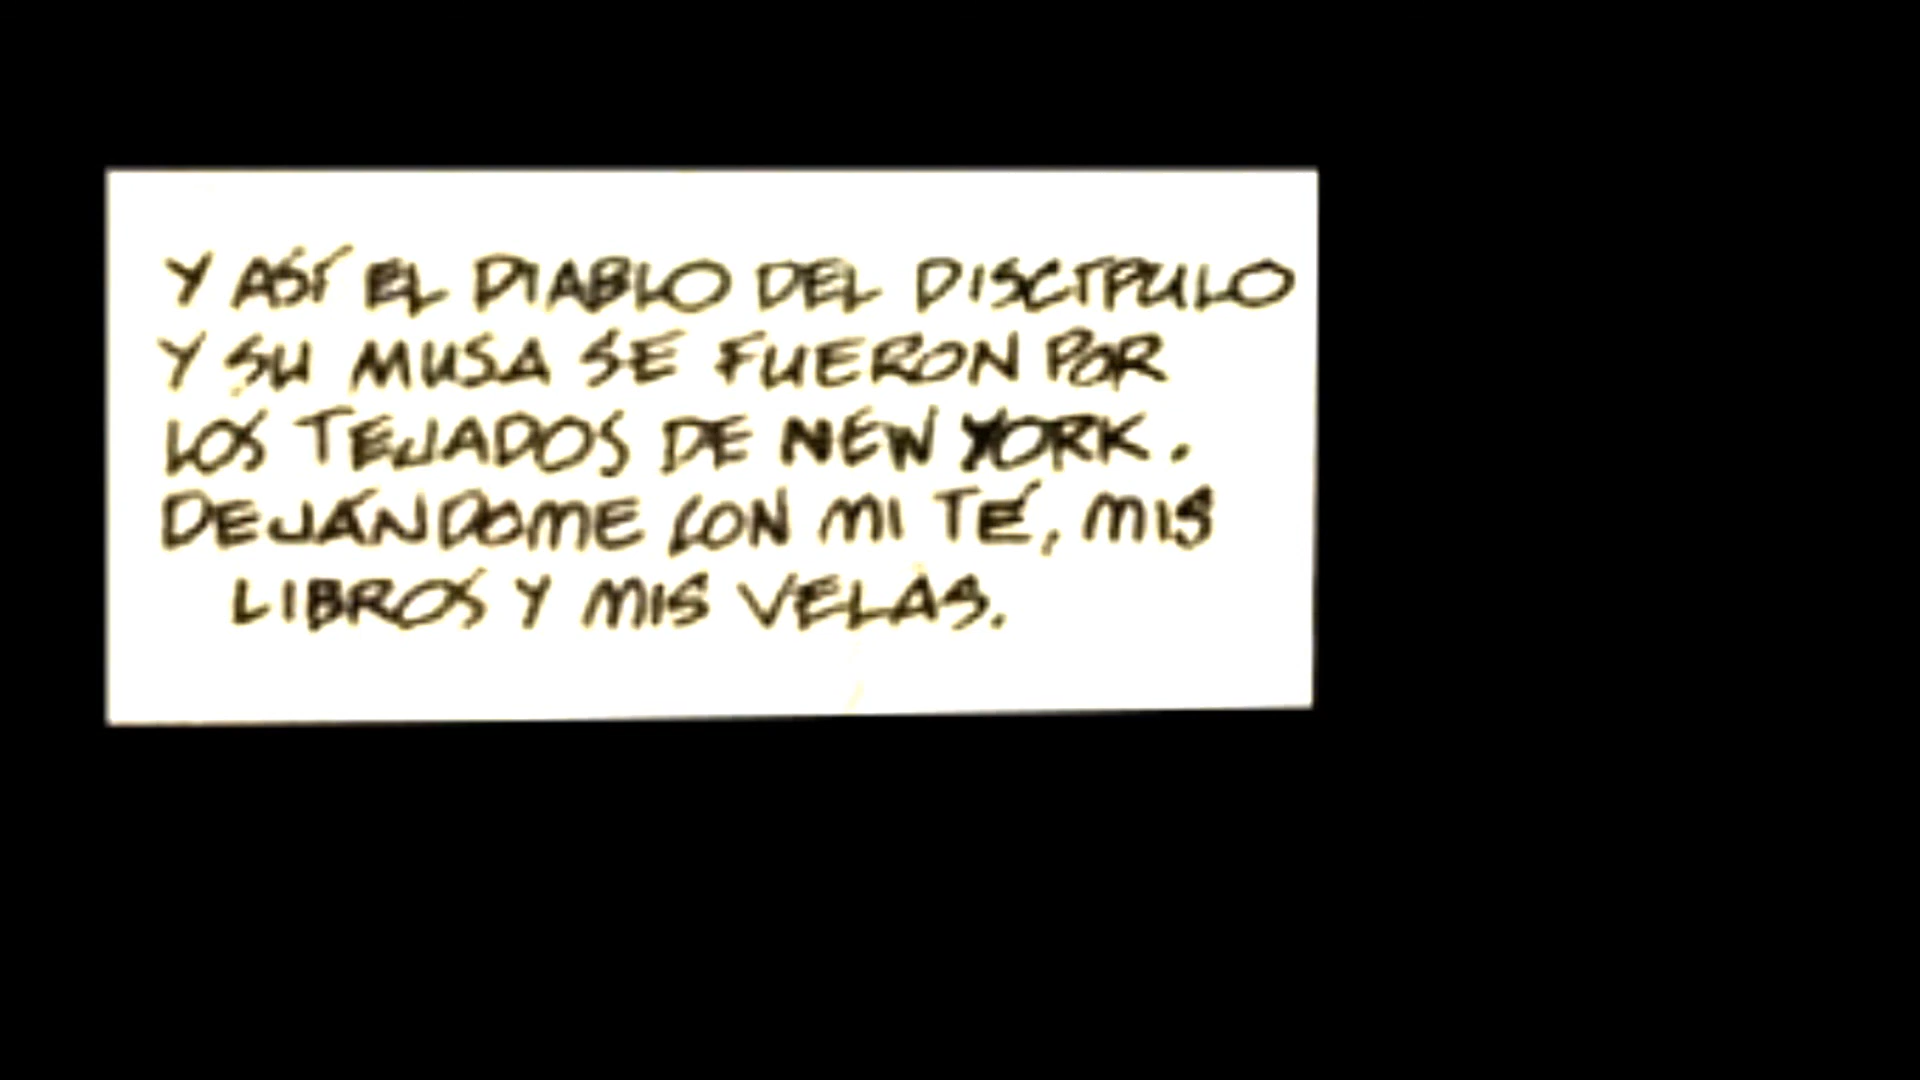 Y ASÍ EL DIABLO DEL DISCÍPULO
Y SU MUSA SE FUERON POR
LOS TEJADOS DE NEW YORK.
DEJÁNDOME CON MI TÉ, MIS
LIBROS Y MIS VELAS.